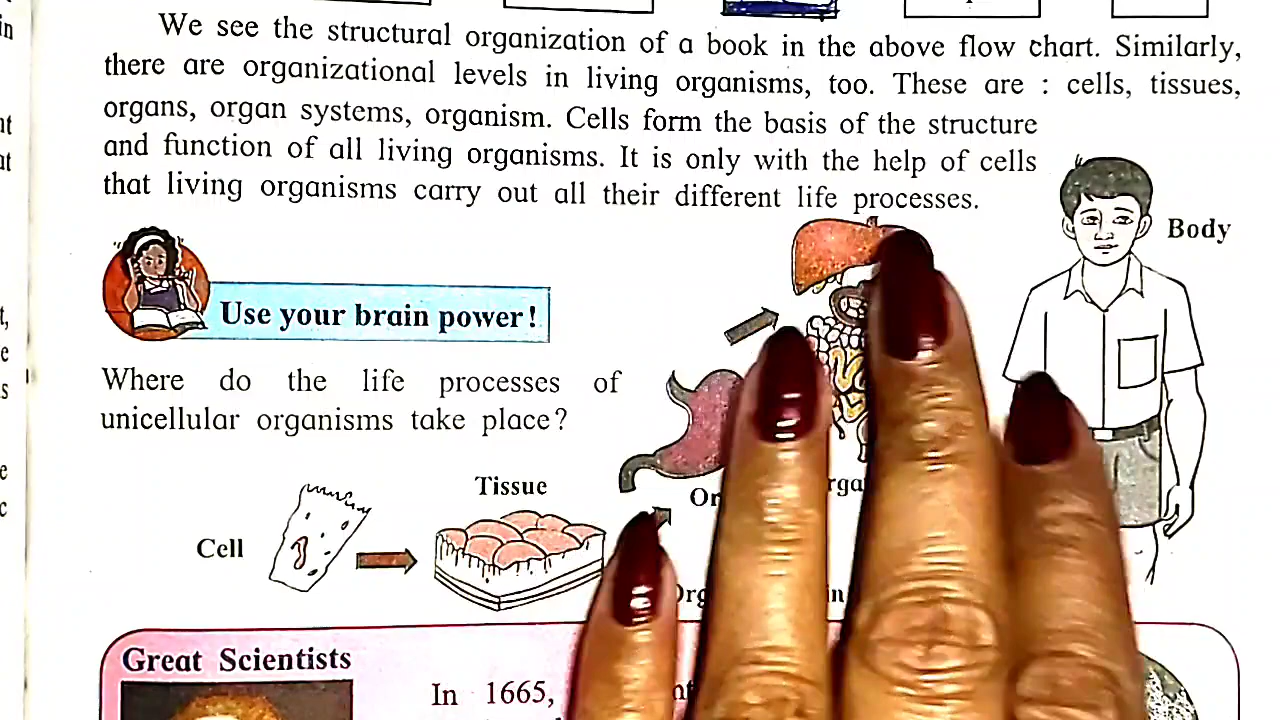 We see the structural organization of a book in the above flow chart. Similarly,
there are organizational levels in living organisms, too. These are : cells, tissues,
organs, organ systems, organism. Cells form the basis of the structure
and function of all living organisms. It is only with the help of cells
that living organisms carry out all their different life processes.
Body
Use your brain power!
Where do the life processes of
unicellular organisms take place?
Tissue
Cell
Great Scientists
In 1665,